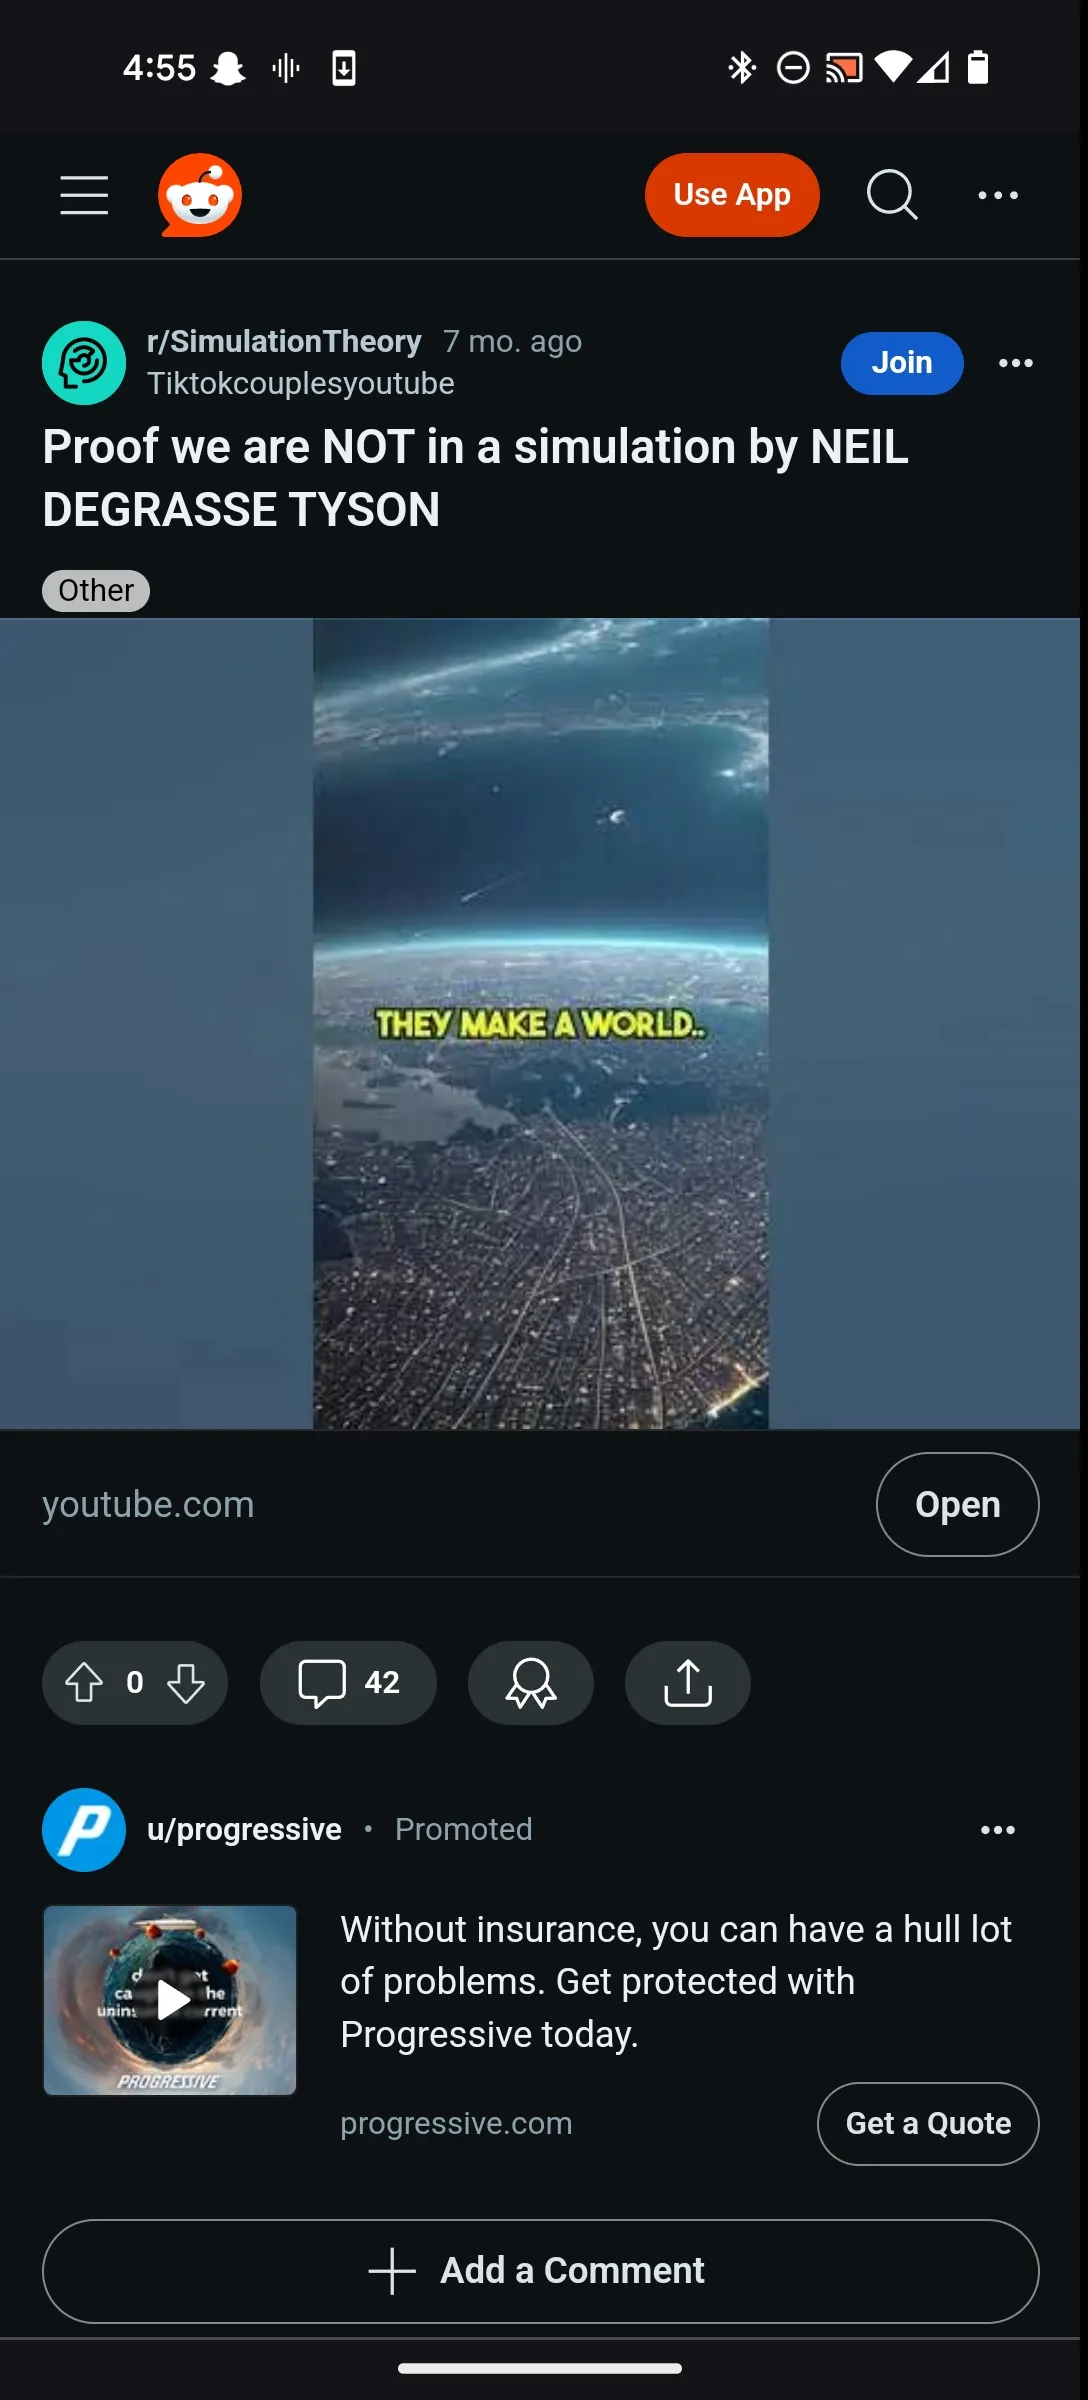 4:55
Use App
r/SimulationTheory 7 mo. ago
Tiktokcouplesyoutube
Join
Proof we are NOT in a simulation by NEIL
DEGRASSE TYSON
Other
THEY MAKE A WORLD..
youtube.com
Open
0
42
u/progressive • Promoted
Without insurance, you can have a hull lot
of problems. Get protected with
Progressive today.
PROGRESSIVE
progressive.com
Get a Quote
Add a Comment